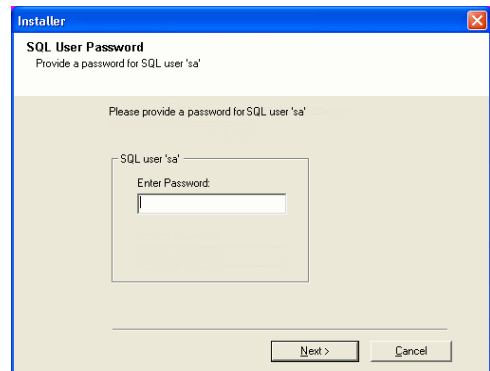 Installer
SQL User Password
Provide a password for SQL user 'sa'
Please provide a password for SQL user 'sa'
SQL user 'sa'
Enter Password:
Next >
Cancel